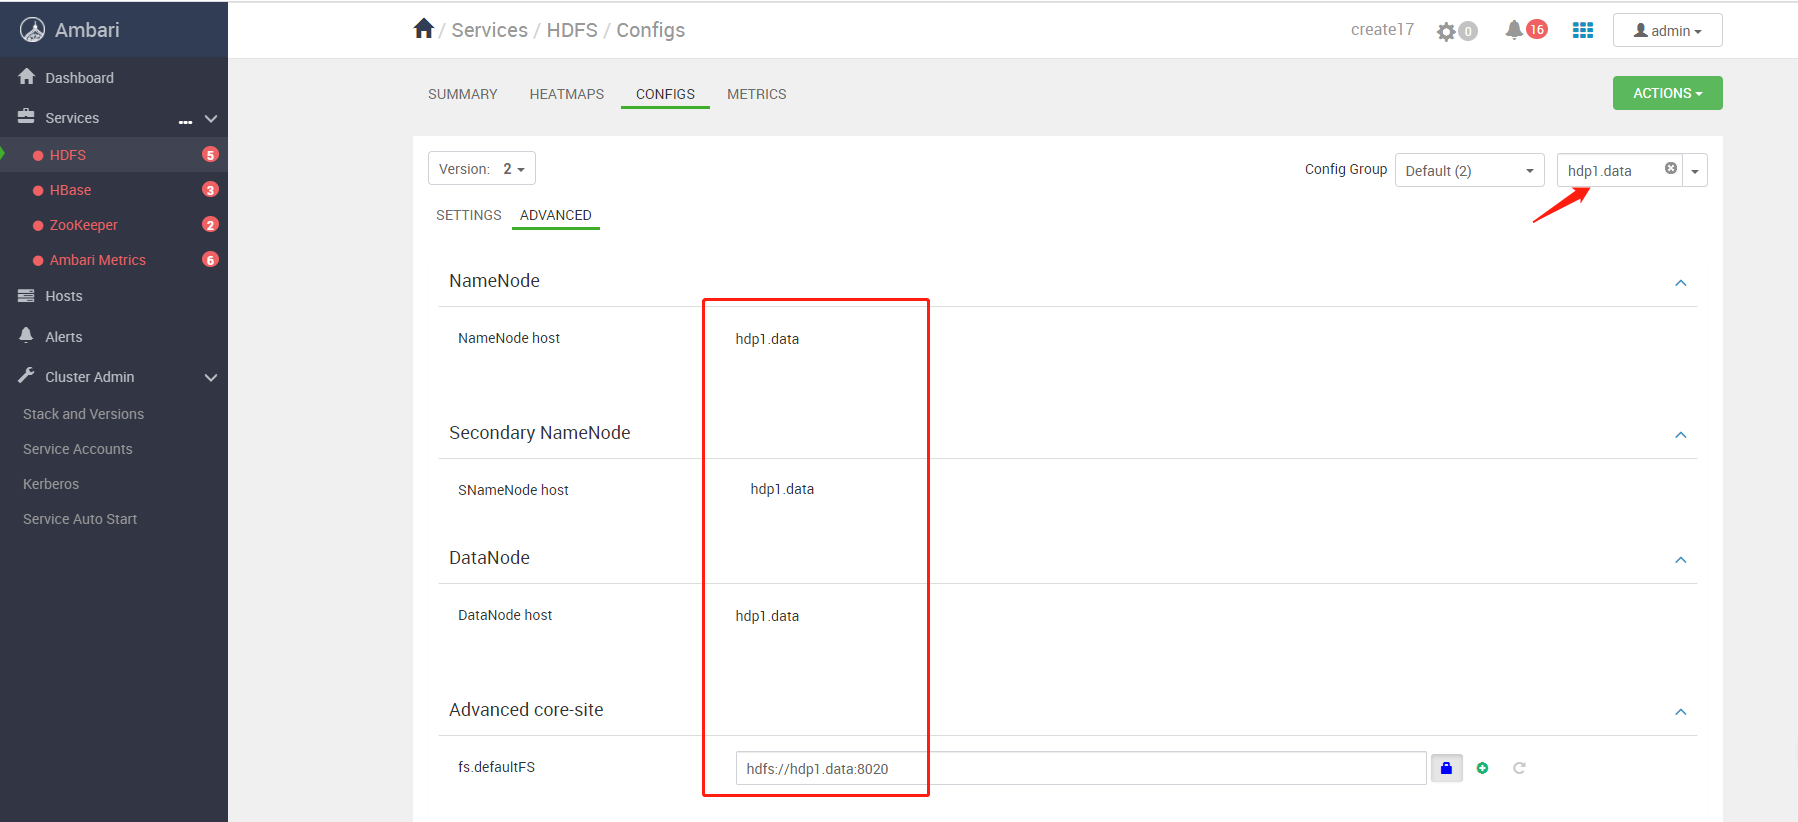 Ambari
/ Services / HDFS / Configs
create17
0
16
admin
Dashboard
Services
...
HDFS
5
HBase
3
ZooKeeper
2
Ambari Metrics
6
Hosts
Alerts
Cluster Admin
Stack and Versions
Service Accounts
Kerberos
Service Auto Start
SUMMARY
HEATMAPS
CONFIGS
METRICS
ACTIONS
Version: 2
Config Group
Default (2)
hdp1.data
SETTINGS
ADVANCED
NameNode
NameNode host
hdp1.data
Secondary NameNode
SNameNode host
hdp1.data
DataNode
DataNode host
hdp1.data
Advanced core-site
fs.defaultFS
hdfs://hdp1.data:8020